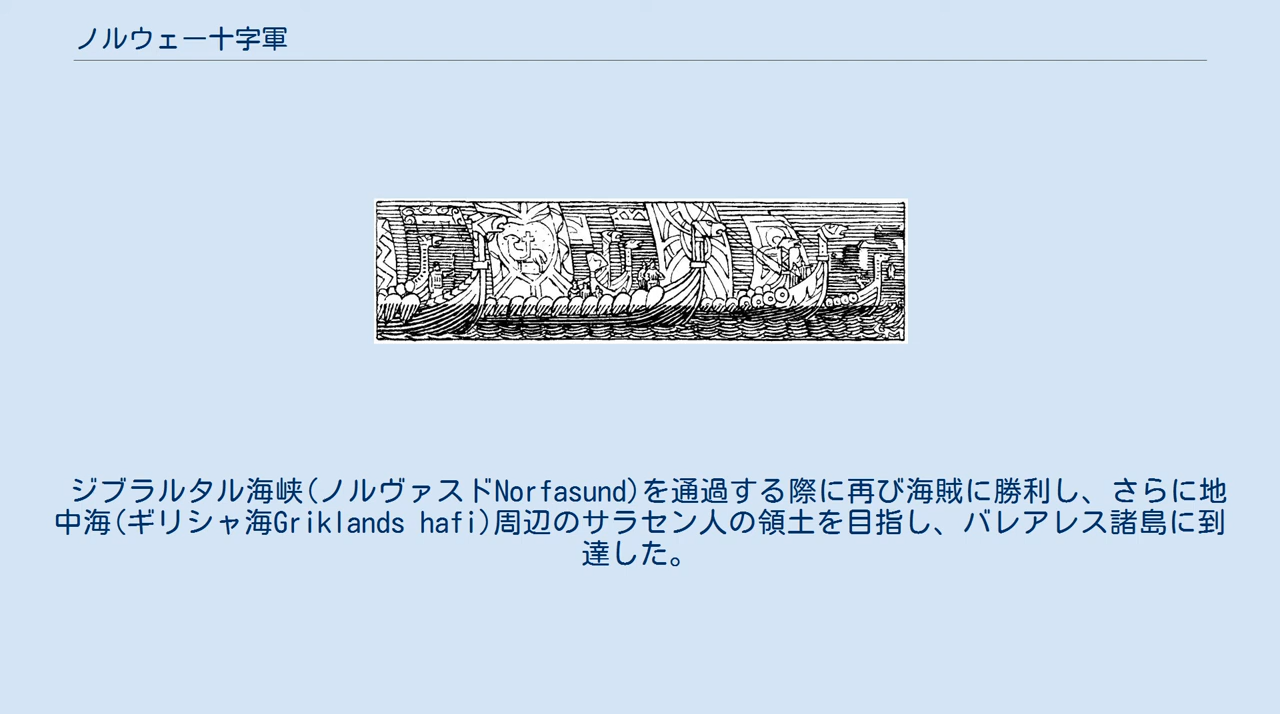 ノルウェー十字軍
ジブラルタル海峡(ノルヴァスドNorfasund)を通過する際に再び海賊に勝利し、さらに地
中海(ギリシャ海Griklands hafi)周辺のサラセン人の領土を目指し、バレアレス諸島に到
達した。